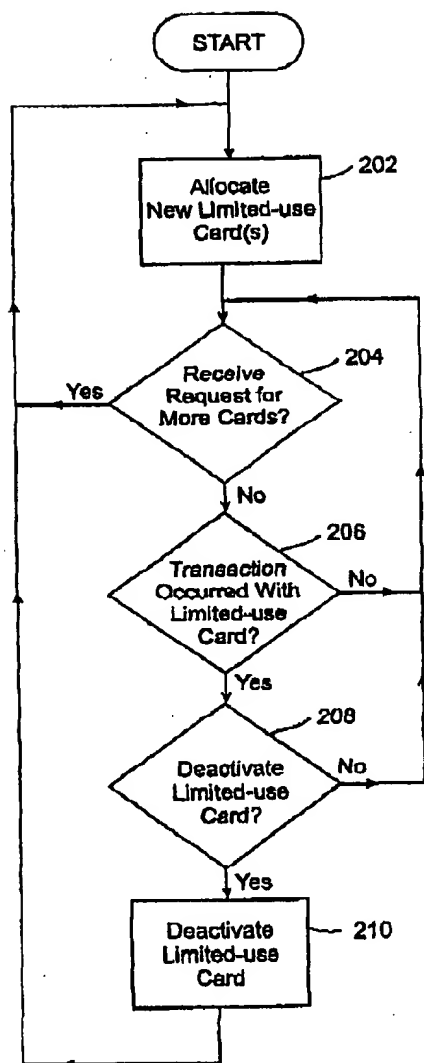 START
202
Allocate
New Limited-use
Card(s)
204
Receive
Request for
More Cards?
Yes
No
206
Transaction
Occurred With
Limited-use
Card?
No
Yes
208
Deactivate
Limited-use
Card?
No
Yes
210
Deactivate
Limited-use
Card